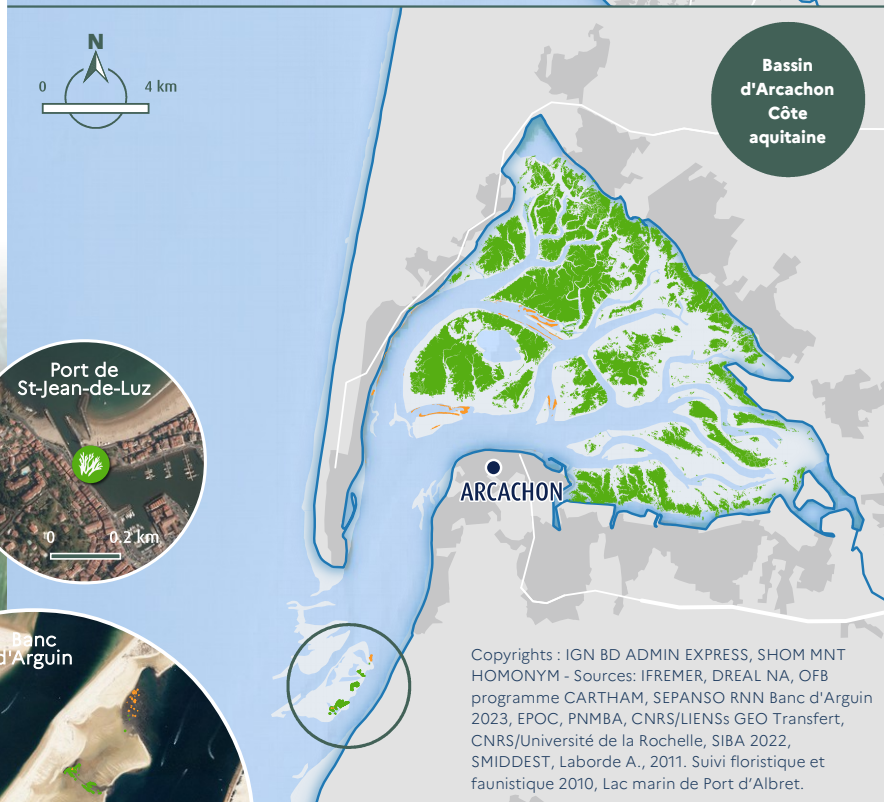 N
0 4 km
Bassin
d'Arcachon
Côte
aquitaine
Port de
St-Jean-de-Luz
0 0.2 km
ARCACHON
Banc
d'Arguin
Copyrights : IGN BD ADMIN EXPRESS, SHOM MNT
HOMONYM - Sources: IFREMER, DREAL NA, OFB
programme CARTHAM, SEPANSO RNN Banc d'Arguin
2023, EPOC, PNMBA, CNRS/LIENSs GEO Transfert,
CNRS/Université de la Rochelle, SIBA 2022,
SMIDDEST, Laborde A., 2011. Suivi floristique et
faunistique 2010, Lac marin de Port d'Albret.